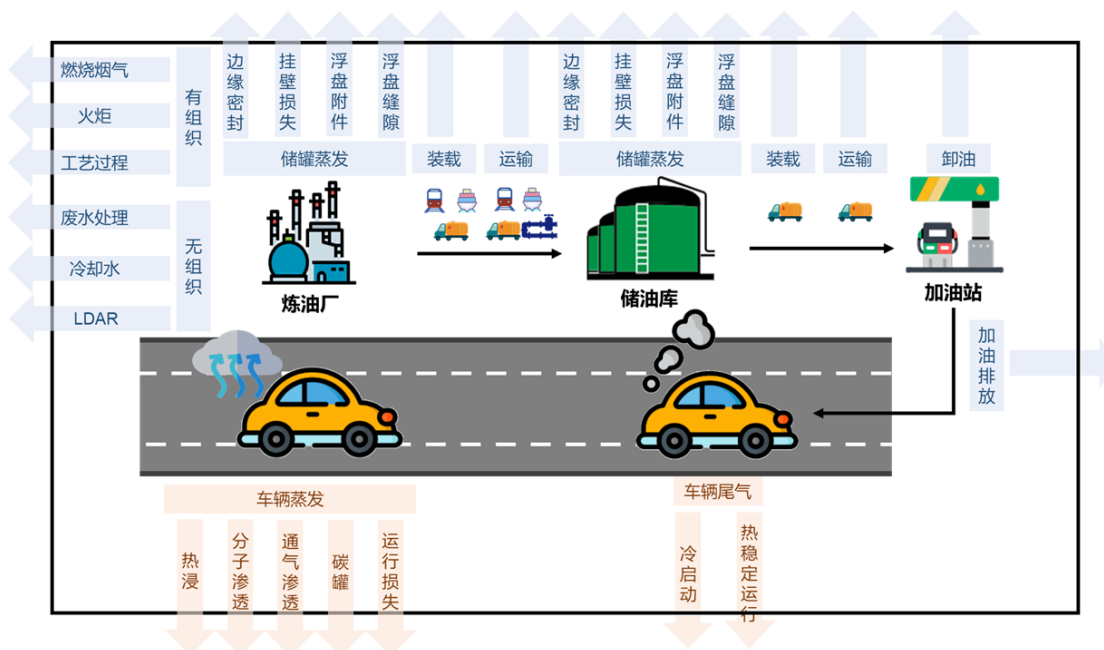 燃烧烟气
火炬
工艺过程
废水处理
冷却水
LDAR
有组织
无组织
边缘密封
挂壁损失
浮盘附件
浮盘缝隙
储罐蒸发
装载
运输
边缘密封
挂壁损失
浮盘附件
浮盘缝隙
储罐蒸发
装载
运输
卸油
炼油厂
储油库
加油站
加油排放
车辆蒸发
热浸
分子渗透
通气渗透
碳罐
运行损失
车辆尾气
冷启动
热稳定运行